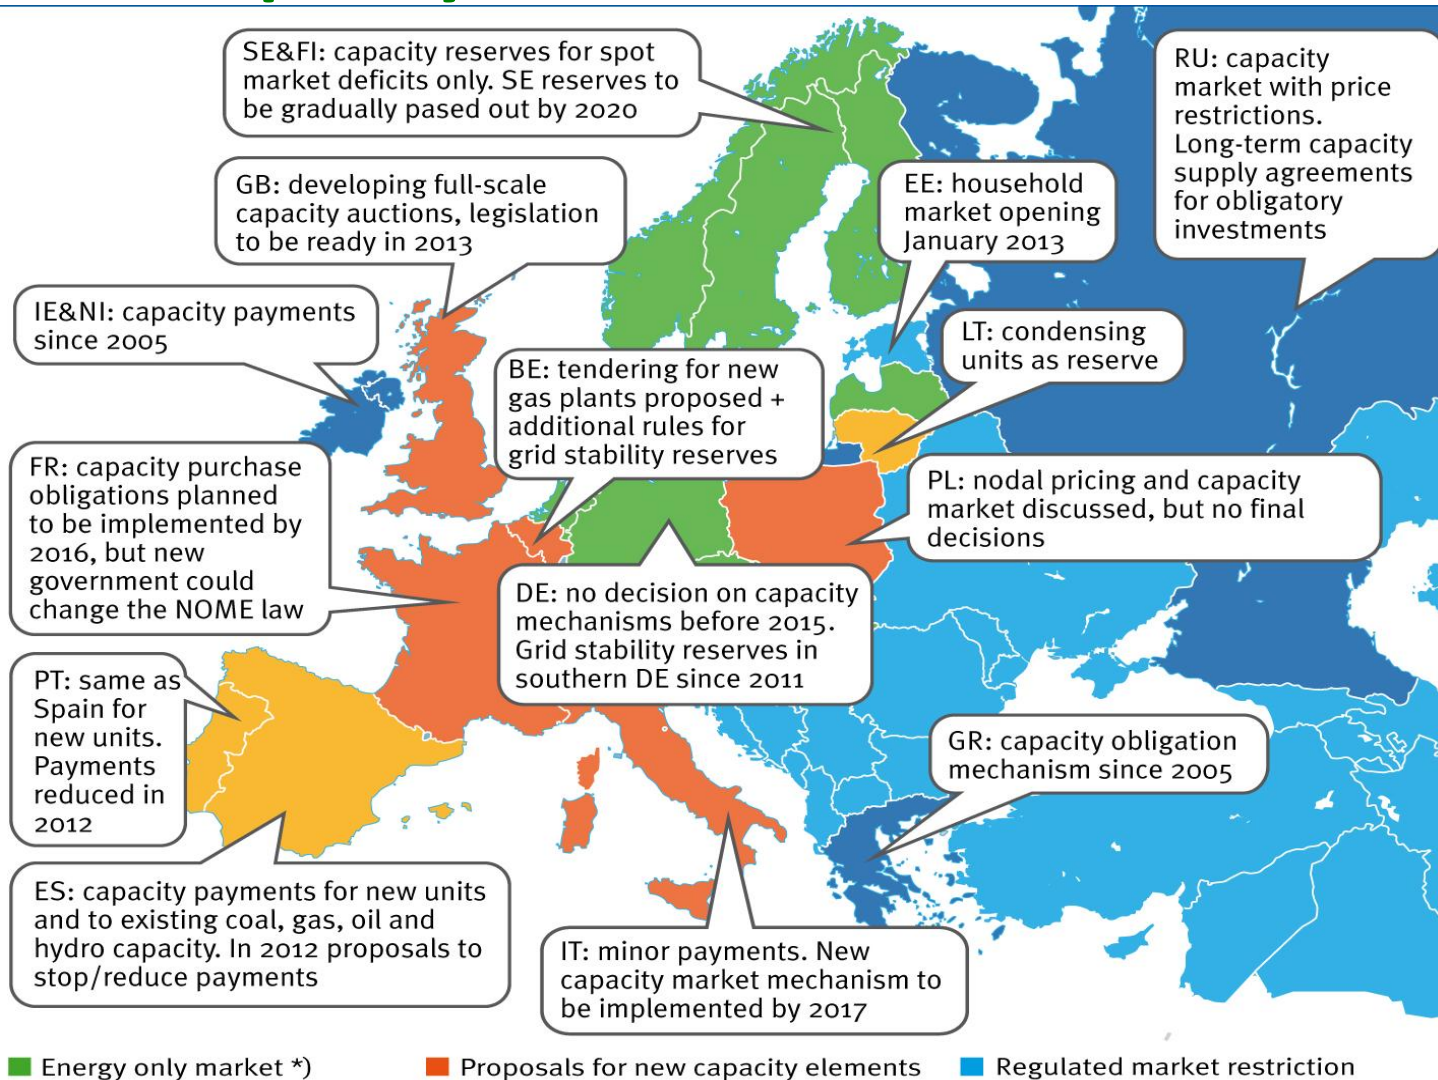 SE&FI: capacity reserves for spot
market deficits only. SE reserves to
be gradually pased out by 2020
RU: capacity
market with price
restrictions.
Long-term capacity
supply agreements
for obligatory
investments
GB: developing full-scale
capacity auctions, legislation
to be ready in 2013
EE: household
market opening
January 2013
IE&NI: capacity payments
since 2005
LT: condensing
units as reserve
BE: tendering for new
gas plants proposed +
additional rules for
grid stability reserves
FR: capacity purchase
obligations planned
to be implemented by
2016, but new
government could
change the NOME law
PL: nodal pricing and capacity
market discussed, but no final
decisions
DE: no decision on capacity
mechanisms before 2015.
Grid stability reserves in
southern DE since 2011
PT: same as
Spain for
new units.
Payments
reduced in
2012
GR: capacity obligation
mechanism since 2005
ES: capacity payments for new units
and to existing coal, gas, oil and
hydro capacity. In 2012 proposals to
stop/reduce payments
IT: minor payments. New
capacity market mechanism to
be implemented by 2017
Energy only market *)
Proposals for new capacity elements
Regulated market restriction